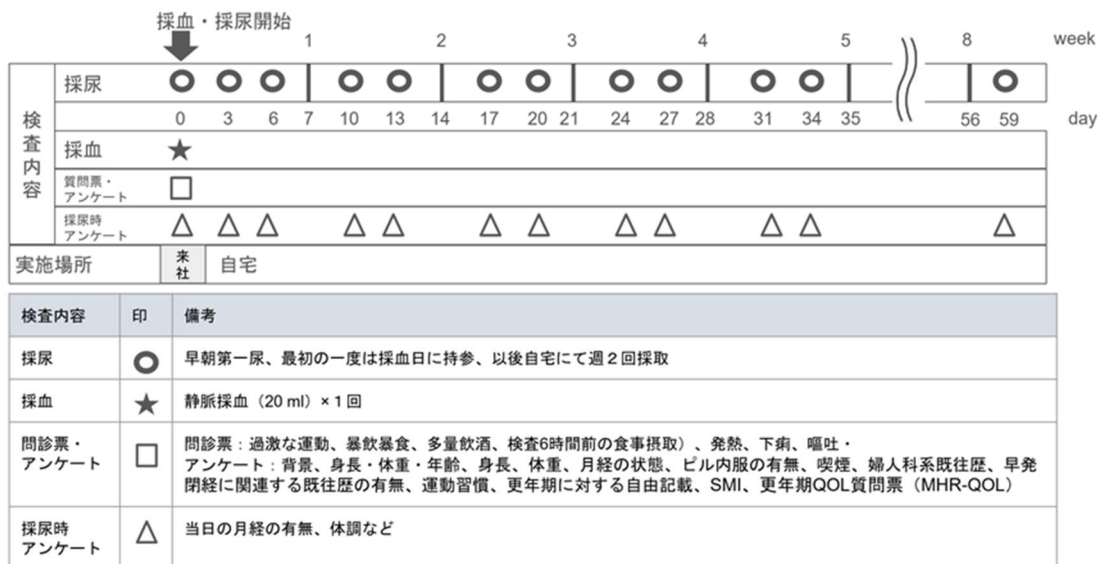 採血・採尿開始
1 2 3 4 5 8 week
採尿
0 3 6 7 10 13 14 17 20 21 24 27 28 31 34 35 56 59 day
検査内容
採血
質問票・
アンケート
採尿時
アンケート
実施場所 来社 自宅
検査内容 印 備考
採尿 早朝第一尿、最初の一度は採血日に持参、以後自宅にて週2回採取
採血 静脈採血（20 ml）× 1 回
問診票・
アンケート
問診票：過激な運動、暴飲暴食、多量飲酒、検査6時間前の食事摂取）、発熱、下痢、嘔吐・
アンケート：背景、身長・体重・年齢、身長、体重、月経の状態、ピル内服の有無、喫煙、婦人科系既往歴、早発
閉経に関連する既往歴の有無、運動習慣、更年期に対する自由記載、SMI、更年期QOL質問票（MHR-QOL）
採尿時
アンケート
当日の月経の有無、体調など